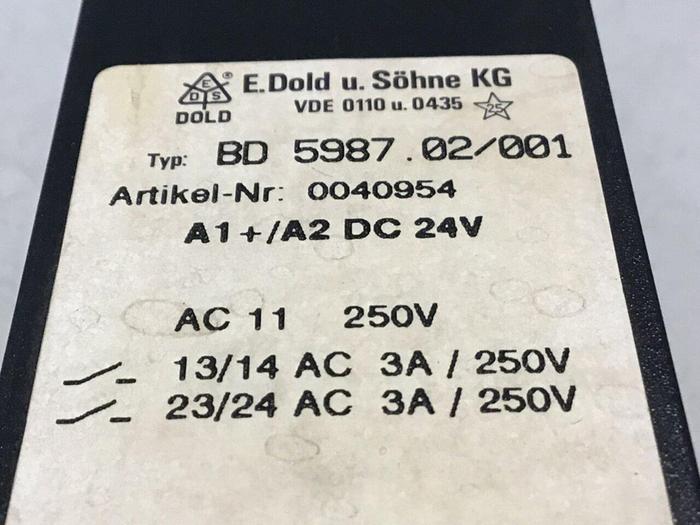 E D S ® E. Dold u. Söhne KG
DOLD VDE 0110 u. 0435 25
Typ: BD 5987.02/001
Artikel-Nr: 0040954
A1+/A2 DC 24V
AC 11 250V
13/14 AC 3A / 250V
23/24 AC 3A / 250V